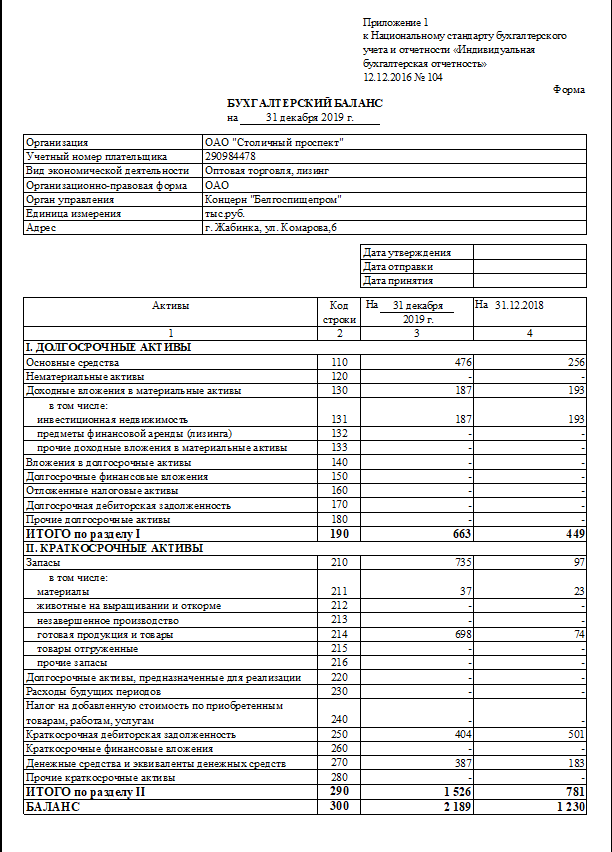 Приложение 1
к Национальному стандарту бухгалтерского
учета и отчетности «Индивидуальная
бухгалтерская отчетность»
12.12.2016 № 104
Форма
БУХГАЛТЕРСКИЙ БАЛАНС
на 31 декабря 2019 г.
Организация ОАО "Столичный проспект"
Учетный номер плательщика 290984478
Вид экономической деятельности Оптовая торговля, лизинг
Организационно-правовая форма ОАО
Орган управления Концерн "Белгоспищепром"
Единица измерения тыс.руб.
Адрес г. Жабинка, ул. Комарова,6
Дата утверждения
Дата отправки
Дата принятия
Активы Код На 31 декабря На 31.12.2018
строки 2019 г.
1 2 3 4
I. ДОЛГОСРОЧНЫЕ АКТИВЫ
Основные средства 110 476 256
Нематериальные активы 120 - -
Доходные вложения в материальные активы 130 187 193
в том числе:
инвестиционная недвижимость 131 187 193
предметы финансовой аренды (лизинга) 132 - -
прочие доходные вложения в материальные активы 133 - -
Вложения в долгосрочные активы 140 - -
Долгосрочные финансовые вложения 150 - -
Отложенные налоговые активы 160 - -
Долгосрочная дебиторская задолженность 170 - -
Прочие долгосрочные активы 180 - -
ИТОГО по разделу I 190 663 449
II. КРАТКОСРОЧНЫЕ АКТИВЫ
Запасы 210 735 97
в том числе:
материалы 211 37 23
животные на выращивании и откорме 212 - -
незавершенное производство 213 - -
готовая продукция и товары 214 698 74
товары отгруженные 215 - -
прочие запасы 216 - -
Долгосрочные активы, предназначенные для реализации 220 - -
Расходы будущих периодов 230 - -
Налог на добавленную стоимость по приобретенным
товарам, работам, услугам 240 - -
Краткосрочная дебиторская задолженность 250 404 501
Краткосрочные финансовые вложения 260 - -
Денежные средства и эквиваленты денежных средств 270 387 183
Прочие краткосрочные активы 280 - -
ИТОГО по разделу II 290 1 526 781
БАЛАНС 300 2 189 1 230